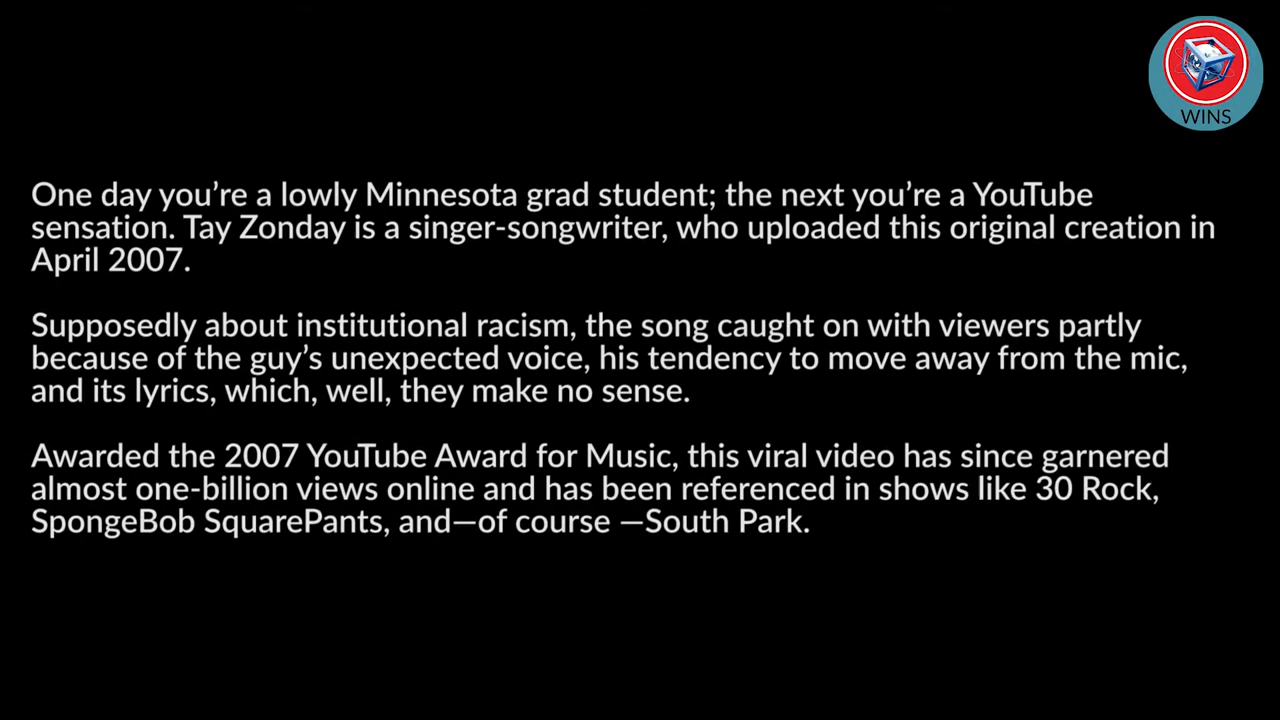 WINS
One day you're a lowly Minnesota grad student; the next you're a YouTube
sensation. Tay Zonday is a singer-songwriter, who uploaded this original creation in
April 2007.
Supposedly about institutional racism, the song caught on with viewers partly
because of the guy's unexpected voice, his tendency to move away from the mic,
and its lyrics, which, well, they make no sense.
Awarded the 2007 YouTube Award for Music, this viral video has since garnered
almost one-billion views online and has been referenced in shows like 30 Rock,
SpongeBob SquarePants, and—of course —South Park.